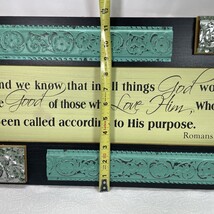 nd we know that in all things God wo
e Good of those who Love Him, Who
een called according to His purpose.
Romans